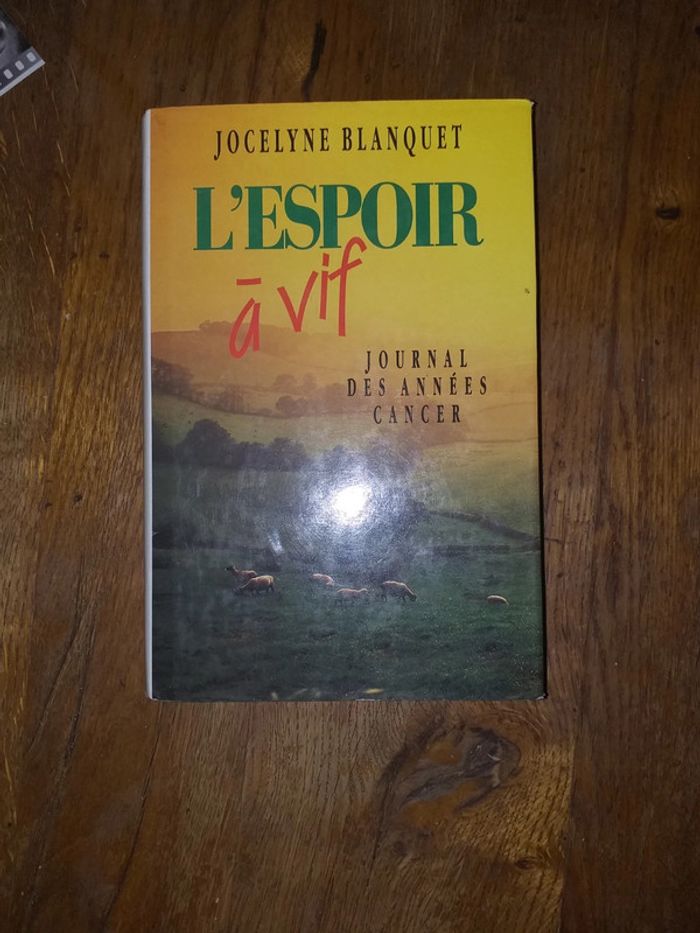 JOCELYNE BLANQUET
L'ESPOIR
à vif
JOURNAL
DES ANNÉES
CANCER